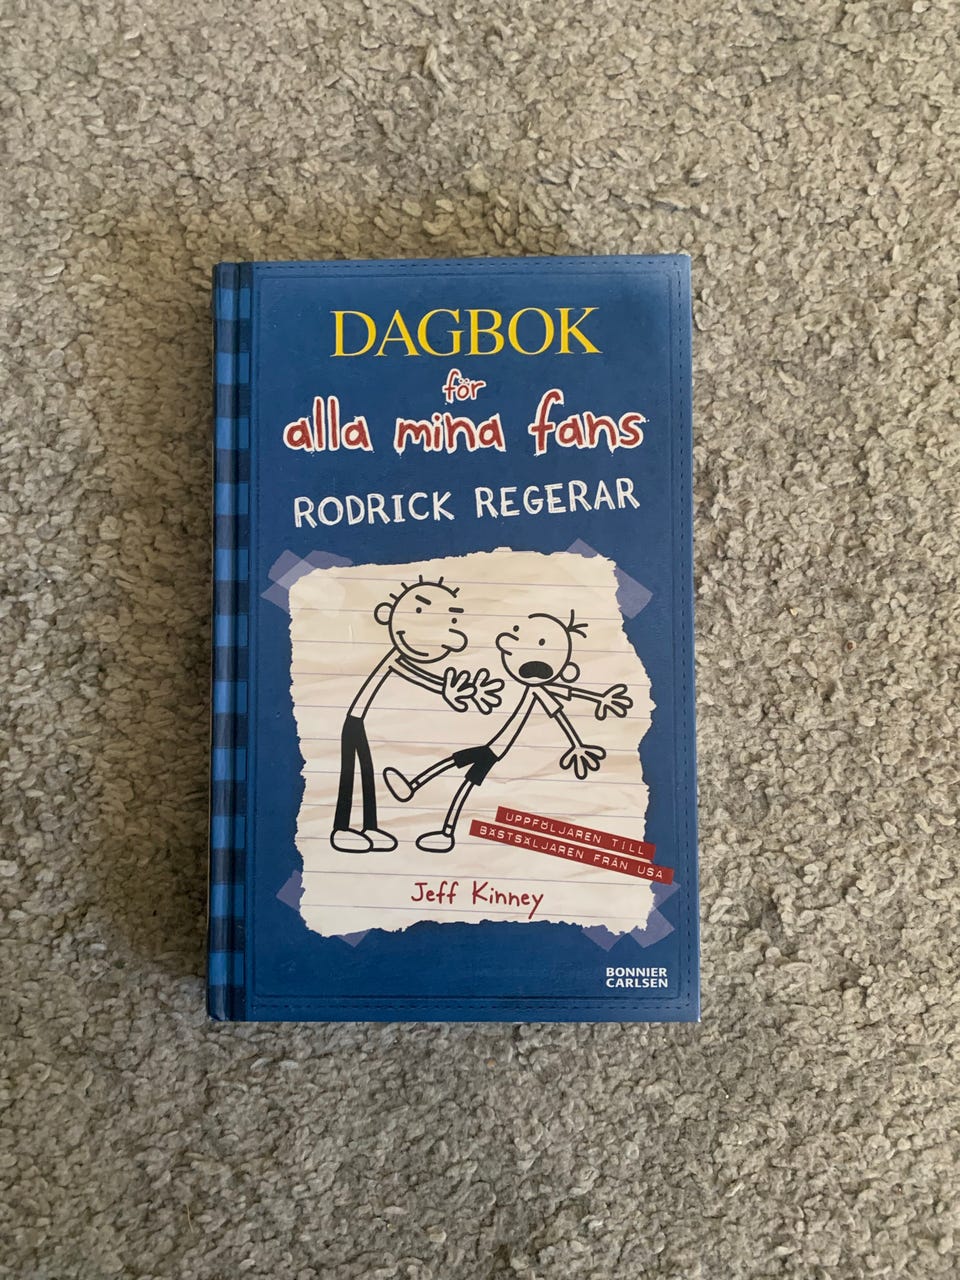 DAGBOK
för
alla mina fans
RODRICK REGERAR
UPPFÖLJAREN TILL
BÄSTSÄLJAREN FRÅN USA
Jeff Kinney
BONNIER
CARLSEN